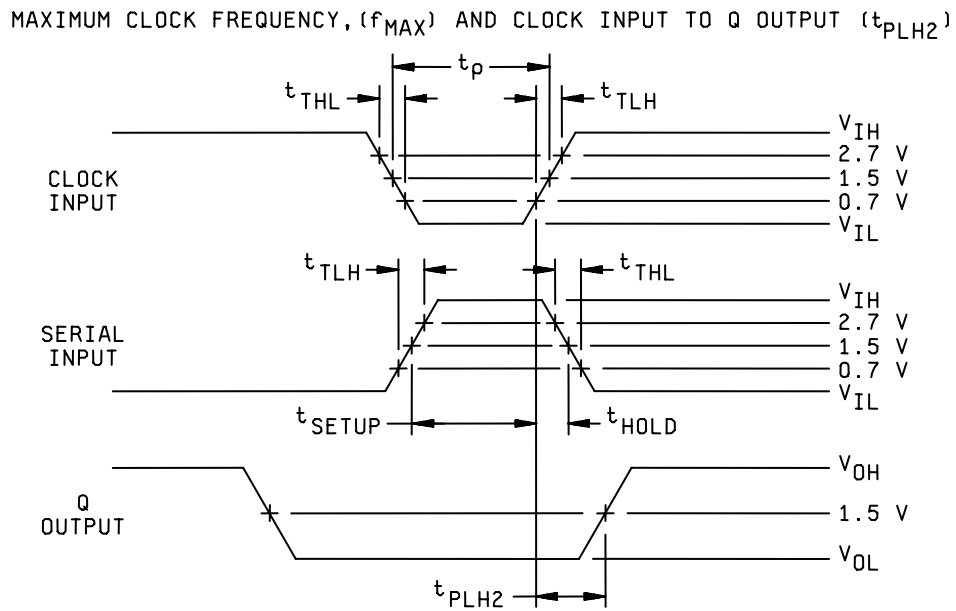 MAXIMUM CLOCK FREQUENCY, (fMAX) AND CLOCK INPUT TO Q OUTPUT (tPLH2)
tp
tTHL
tTLH
CLOCK
INPUT
VIH
2.7 V
1.5 V
0.7 V
VIL
tTLH
tTHL
SERIAL
INPUT
VIH
2.7 V
1.5 V
0.7 V
VIL
tSETUP
tHOLD
Q
OUTPUT
VOH
1.5 V
VOL
tPLH2